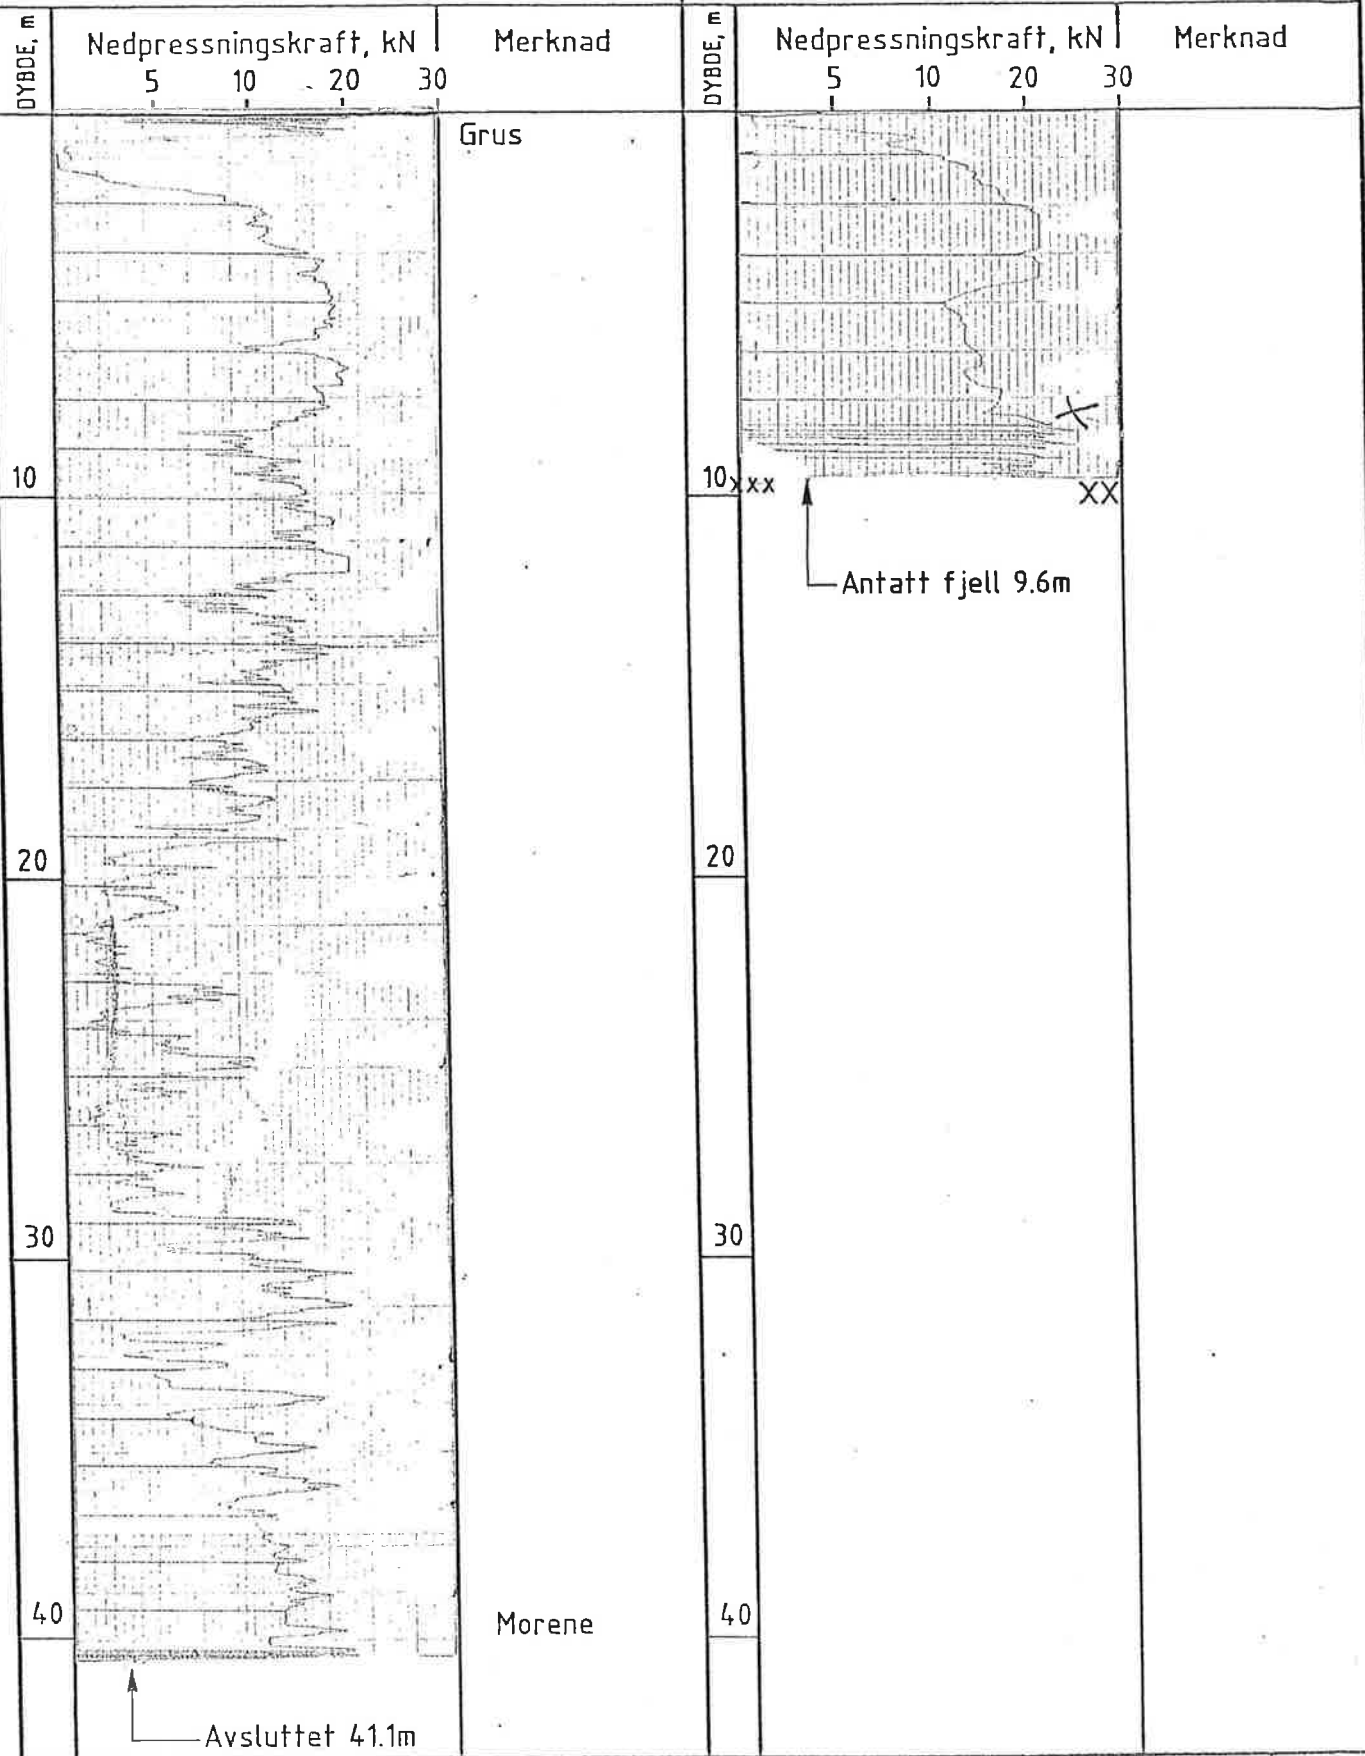 DYBDE, m
Nedpressningskraft, kN
Merknad
5 10 20 30
Grus
10
20
30
40
Morene
Avsluttet 41.1m
DYBDE, m
Nedpressningskraft, kN
Merknad
5 10 20 30
10 xxx
XX
Antatt fjell 9.6m
20
30
40